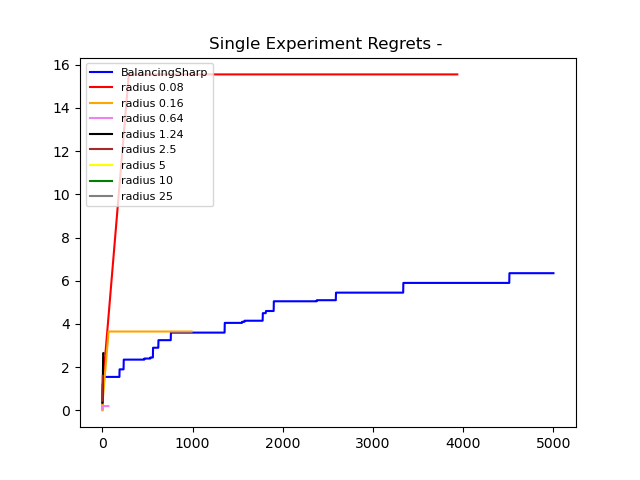 Single Experiment Regrets -
16
14
12
10
8
6
4
2
0
BalancingSharp
radius 0.08
radius 0.16
radius 0.64
radius 1.24
radius 2.5
radius 5
radius 10
radius 25
0 1000 2000 3000 4000 5000